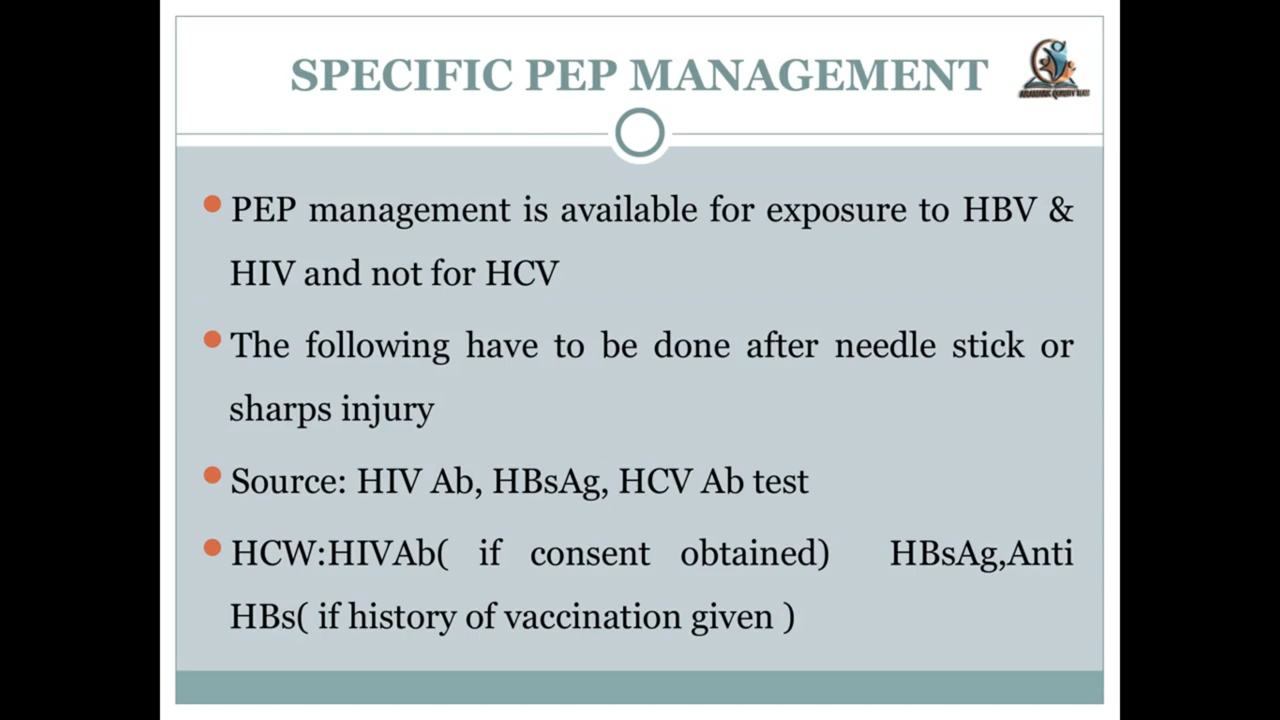 SPECIFIC PEP MANAGEMENT
PEP management is available for exposure to HBV &
HIV and not for HCV
The following have to be done after needle stick or
sharps injury
Source: HIV Ab, HBsAg, HCV Ab test
HCW:HIVAb( if consent obtained) HBsAg,Anti
HBs( if history of vaccination given )